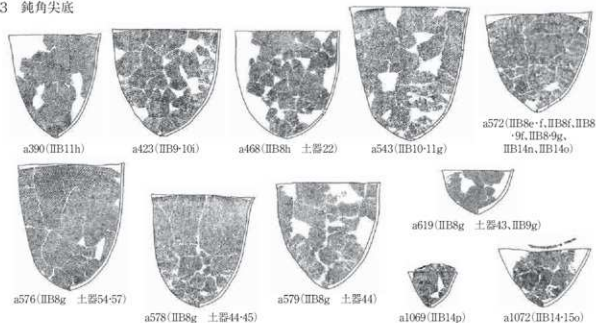 3 鈍角尖底
a390(ⅡB11h)
a423(ⅡB9·10i)
a468(ⅡB8h 土器22)
a543(ⅡB10·11g)
a572(ⅡB8e·f、ⅡB8f、ⅡB8
·9f、ⅡB8·9g、
ⅡB14n、ⅡB14o)
a576(ⅡB8g 土器54·57)
a578(ⅡB8g 土器44·45)
a579(ⅡB8g 土器44)
a619(ⅡB8g 土器43、ⅡB9g)
a1069(ⅡB14p)
a1072(ⅡB14·15o)